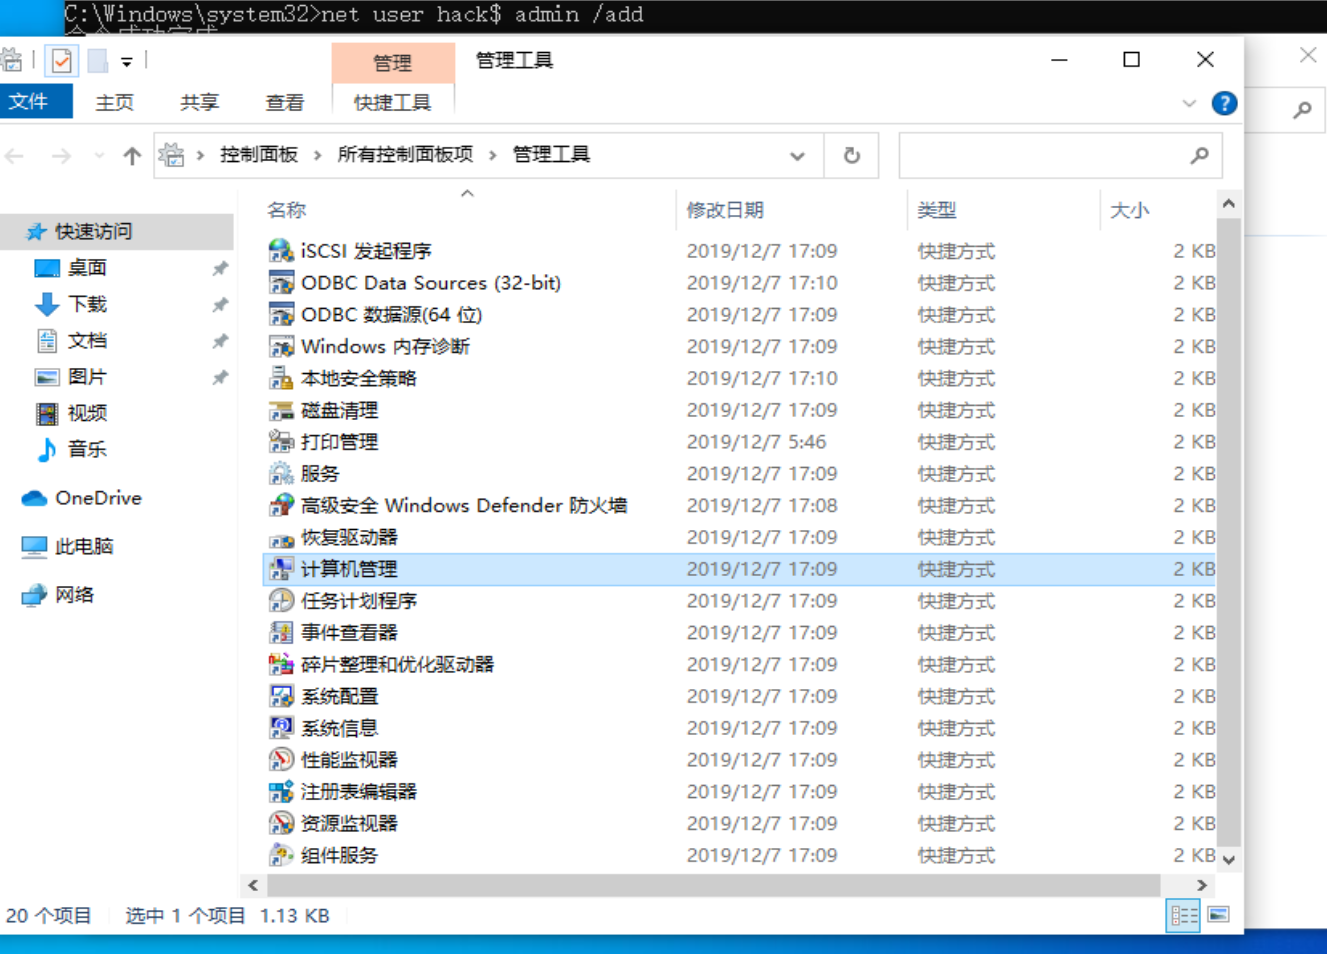 C:\Windows\system32>net user hack$ admin /add
命令成功完成
管理 管理工具
文件 主页 共享 查看 快捷工具
控制面板 › 所有控制面板项 › 管理工具
名称 修改日期 类型 大小
快速访问
桌面
下载
文档
图片
视频
音乐
OneDrive
此电脑
网络
iSCSI 发起程序 2019/12/7 17:09 快捷方式 2 KB
ODBC Data Sources (32-bit) 2019/12/7 17:10 快捷方式 2 KB
ODBC 数据源(64 位) 2019/12/7 17:09 快捷方式 2 KB
Windows 内存诊断 2019/12/7 17:09 快捷方式 2 KB
本地安全策略 2019/12/7 17:10 快捷方式 2 KB
磁盘清理 2019/12/7 17:09 快捷方式 2 KB
打印管理 2019/12/7 5:46 快捷方式 2 KB
服务 2019/12/7 17:09 快捷方式 2 KB
高级安全 Windows Defender 防火墙 2019/12/7 17:08 快捷方式 2 KB
恢复驱动器 2019/12/7 17:09 快捷方式 2 KB
计算机管理 2019/12/7 17:09 快捷方式 2 KB
任务计划程序 2019/12/7 17:09 快捷方式 2 KB
事件查看器 2019/12/7 17:09 快捷方式 2 KB
碎片整理和优化驱动器 2019/12/7 17:09 快捷方式 2 KB
系统配置 2019/12/7 17:09 快捷方式 2 KB
系统信息 2019/12/7 17:09 快捷方式 2 KB
性能监视器 2019/12/7 17:09 快捷方式 2 KB
注册表编辑器 2019/12/7 17:09 快捷方式 2 KB
资源监视器 2019/12/7 17:09 快捷方式 2 KB
组件服务 2019/12/7 17:09 快捷方式 2 KB
20 个项目 选中 1 个项目 1.13 KB